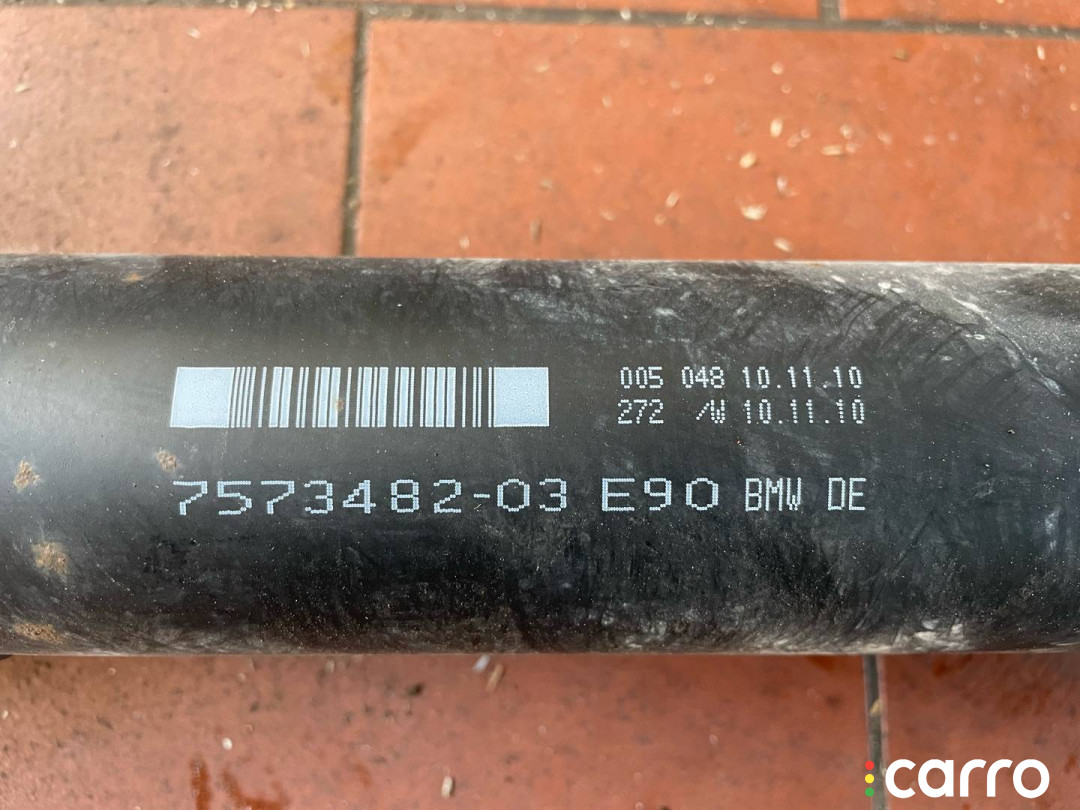 005 048 10.11.10
272 /W 10.11.10
7573482-03 E90 BMW DE
carro